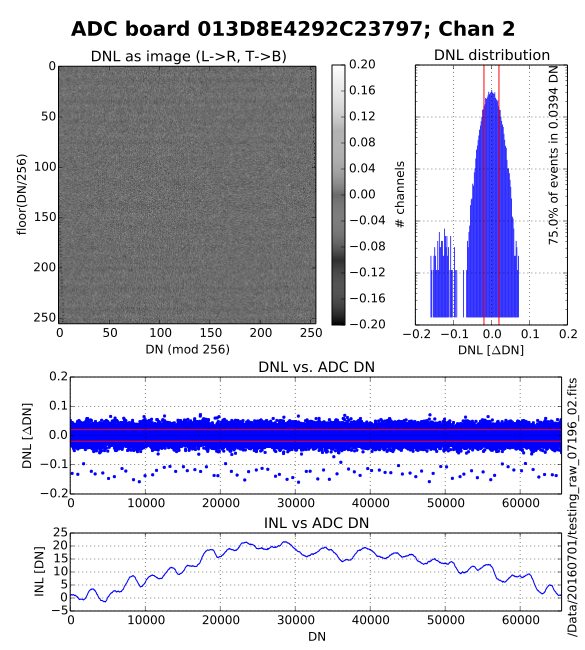 ADC board 013D8E4292C23797; Chan 2
DNL as image (L->R, T->B)
0
50
100
150
200
250
floor(DN/256)
0 50 100 150 200 250
DN (mod 256)
0.20
0.16
0.12
0.08
0.04
0.00
−0.04
−0.08
−0.12
−0.16
−0.20
DNL distribution
# channels
75.0% of events in 0.0394 DN
−0.2 −0.1 0.0 0.1 0.2
DNL [ΔDN]
DNL vs. ADC DN
0.2
0.1
0.0
−0.1
−0.2
DNL [ΔDN]
0 10000 20000 30000 40000 50000 60000
INL vs ADC DN
25
20
15
10
5
0
−5
INL [DN]
0 10000 20000 30000 40000 50000 60000
DN
/Data/20160701/testing_raw_07196_02.fits